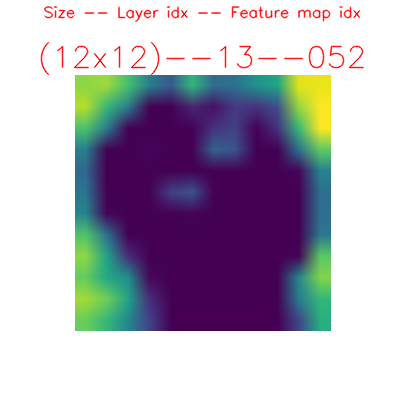 Size -- Layer idx -- Feature map idx
(12x12)--13--052